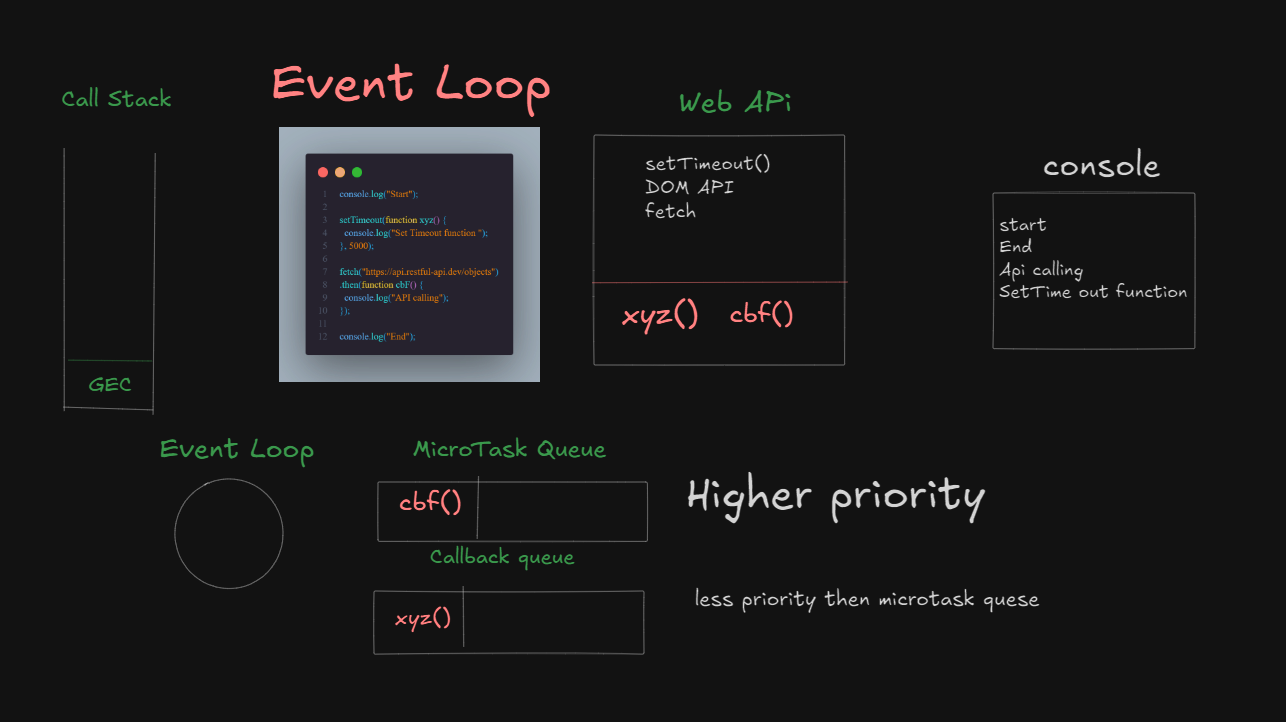 Event Loop
Call Stack
GEC
1 console.log("Start");
2
3 setTimeout(function xyz() {
4 console.log("Set Timeout function ");
5 }, 5000);
6
7 fetch("https://api.restful-api.dev/objects")
8 .then(function cbF() {
9 console.log("API calling");
10 });
11
12 console.log("End");
Web APi
setTimeout()
DOM API
fetch
xyz() cbf()
console
start
End
Api calling
SetTime out function
Event Loop
MicroTask Queue
cbf()
Higher priority
Callback queue
xyz()
less priority then microtask quese